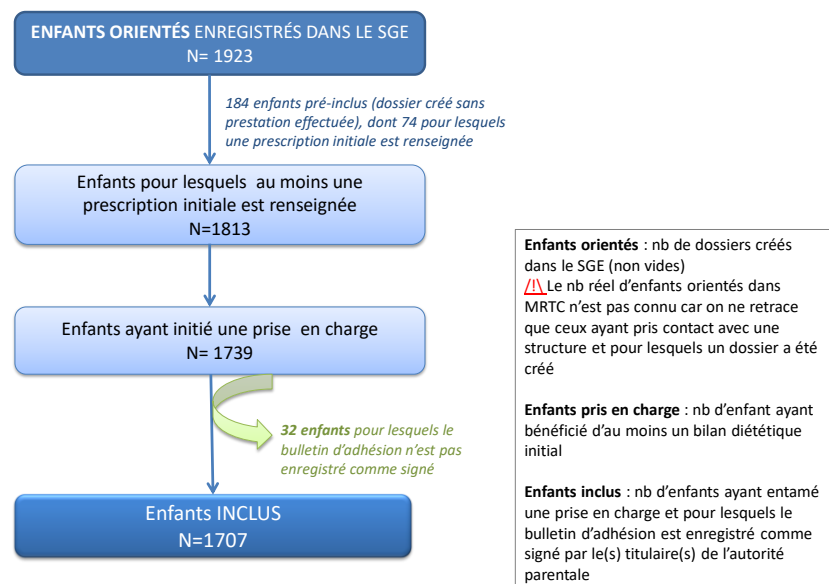 ENFANTS ORIENTÉS ENREGISTRÉS DANS LE SGE
N= 1923
184 enfants pré-inclus (dossier créé sans
prestation effectuée), dont 74 pour lesquels
une prescription initiale est renseignée
Enfants pour lesquels au moins une
prescription initiale est renseignée
N=1813
Enfants ayant initié une prise en charge
N= 1739
32 enfants pour lesquels le
bulletin d'adhésion n'est pas
enregistré comme signé
Enfants INCLUS
N=1707
Enfants orientés : nb de dossiers créés
dans le SGE (non vides)
/!\ Le nb réel d'enfants orientés dans
MRTC n'est pas connu car on ne retrace
que ceux ayant pris contact avec une
structure et pour lesquels un dossier a été
créé
Enfants pris en charge : nb d'enfant ayant
bénéficié d'au moins un bilan diététique
initial
Enfants inclus : nb d'enfants ayant entamé
une prise en charge et pour lesquels le
bulletin d'adhésion est enregistré comme
signé par le(s) titulaire(s) de l'autorité
parentale